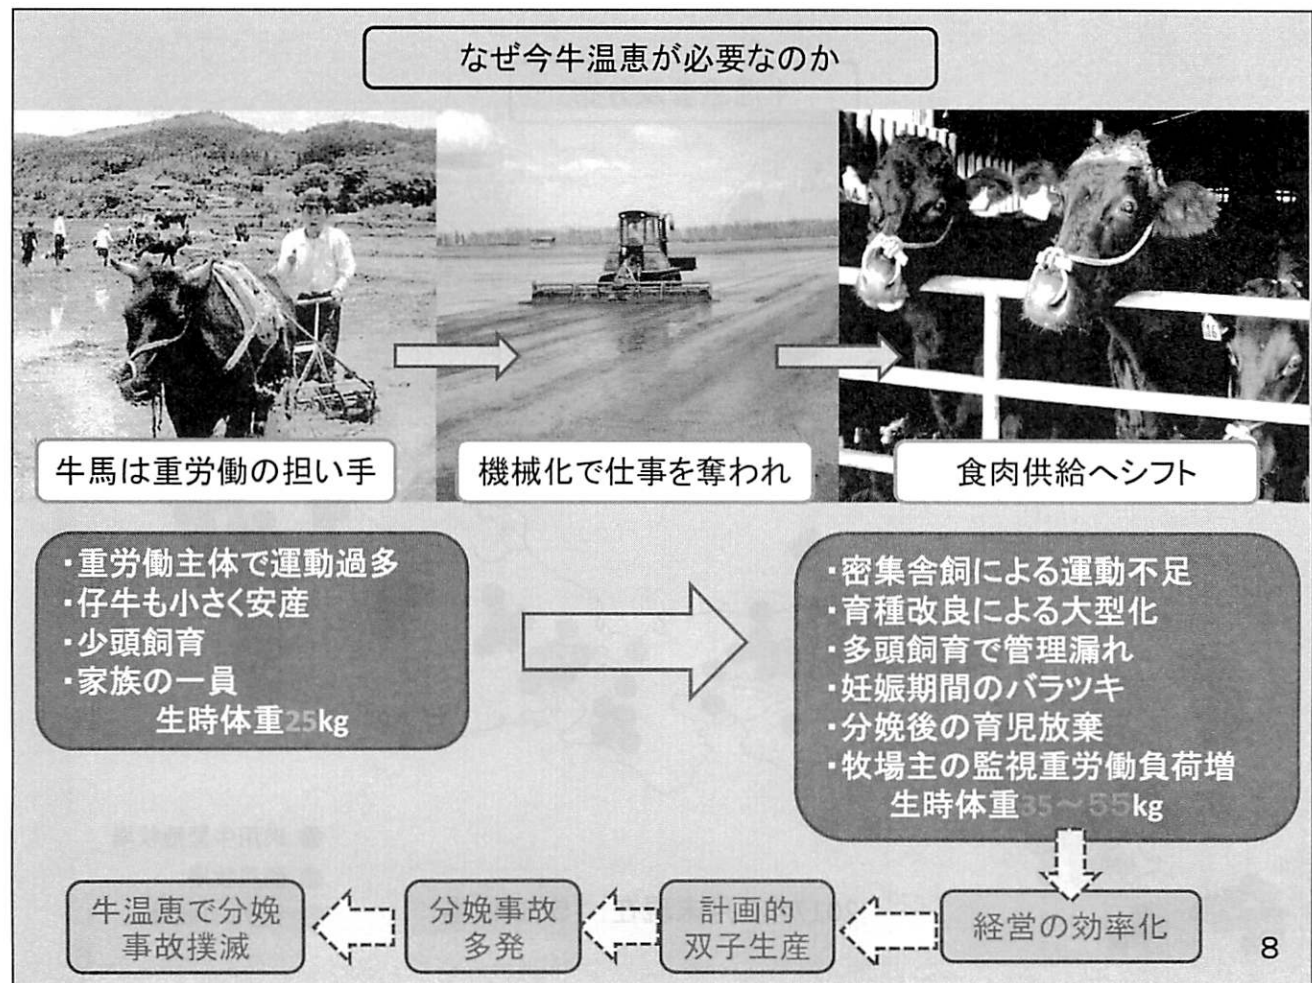 なぜ今牛温恵が必要なのか
牛馬は重労働の担い手
機械化で仕事を奪われ
食肉供給へシフト
・重労働主体で運動過多
・仔牛も小さく安産
・少頭飼育
・家族の一員
生時体重25kg
・密集舎飼による運動不足
・育種改良による大型化
・多頭飼育で管理漏れ
・妊娠期間のバラツキ
・分娩後の育児放棄
・牧場主の監視重労働負荷増
生時体重35～55kg
経営の効率化
計画的
双子生産
分娩事故
多発
牛温恵で分娩
事故撲滅
8